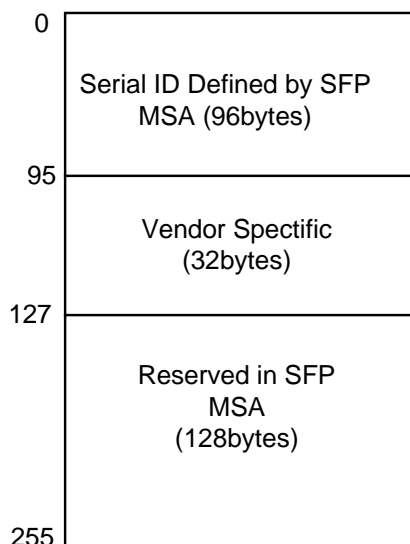 0
Serial ID Defined by SFP
MSA (96bytes)
95
Vendor Spectific
(32bytes)
127
Reserved in SFP
MSA
(128bytes)
255